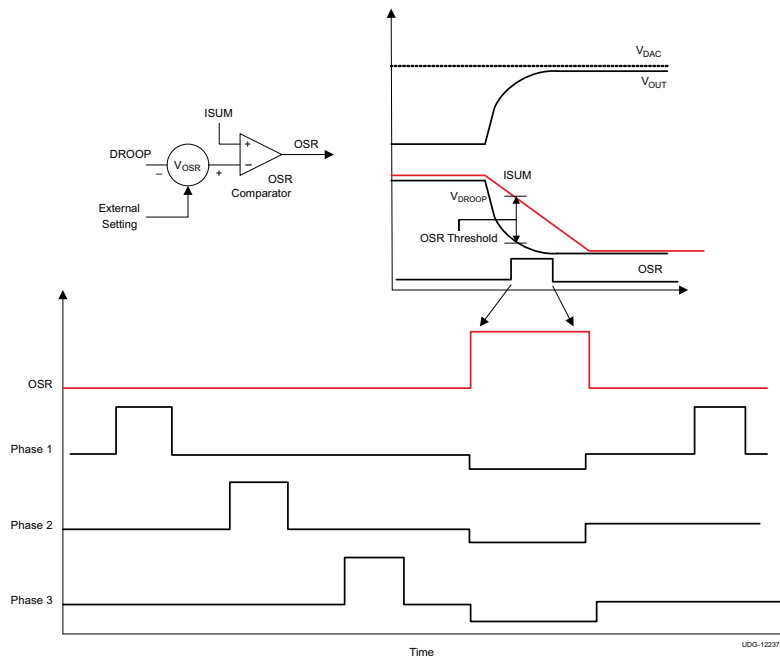 V_DAC
V_OUT
ISUM
+
OSR
DROOP
V_OSR
−
+
−
OSR
Comparator
External
Setting
ISUM
V_DROOP
OSR Threshold
OSR
OSR
Phase 1
Phase 2
Phase 3
Time
UDG-12237